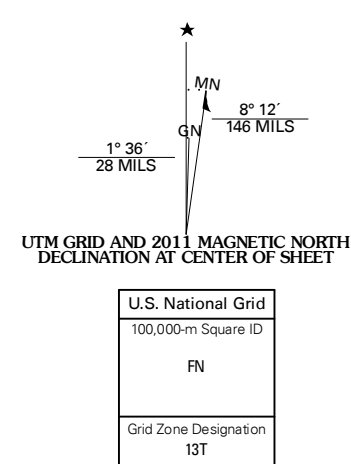 MN
GN
8° 12´
146 MILS
1° 36´
28 MILS
UTM GRID AND 2011 MAGNETIC NORTH
DECLINATION AT CENTER OF SHEET
U.S. National Grid
100,000-m Square ID
FN
Grid Zone Designation
13T